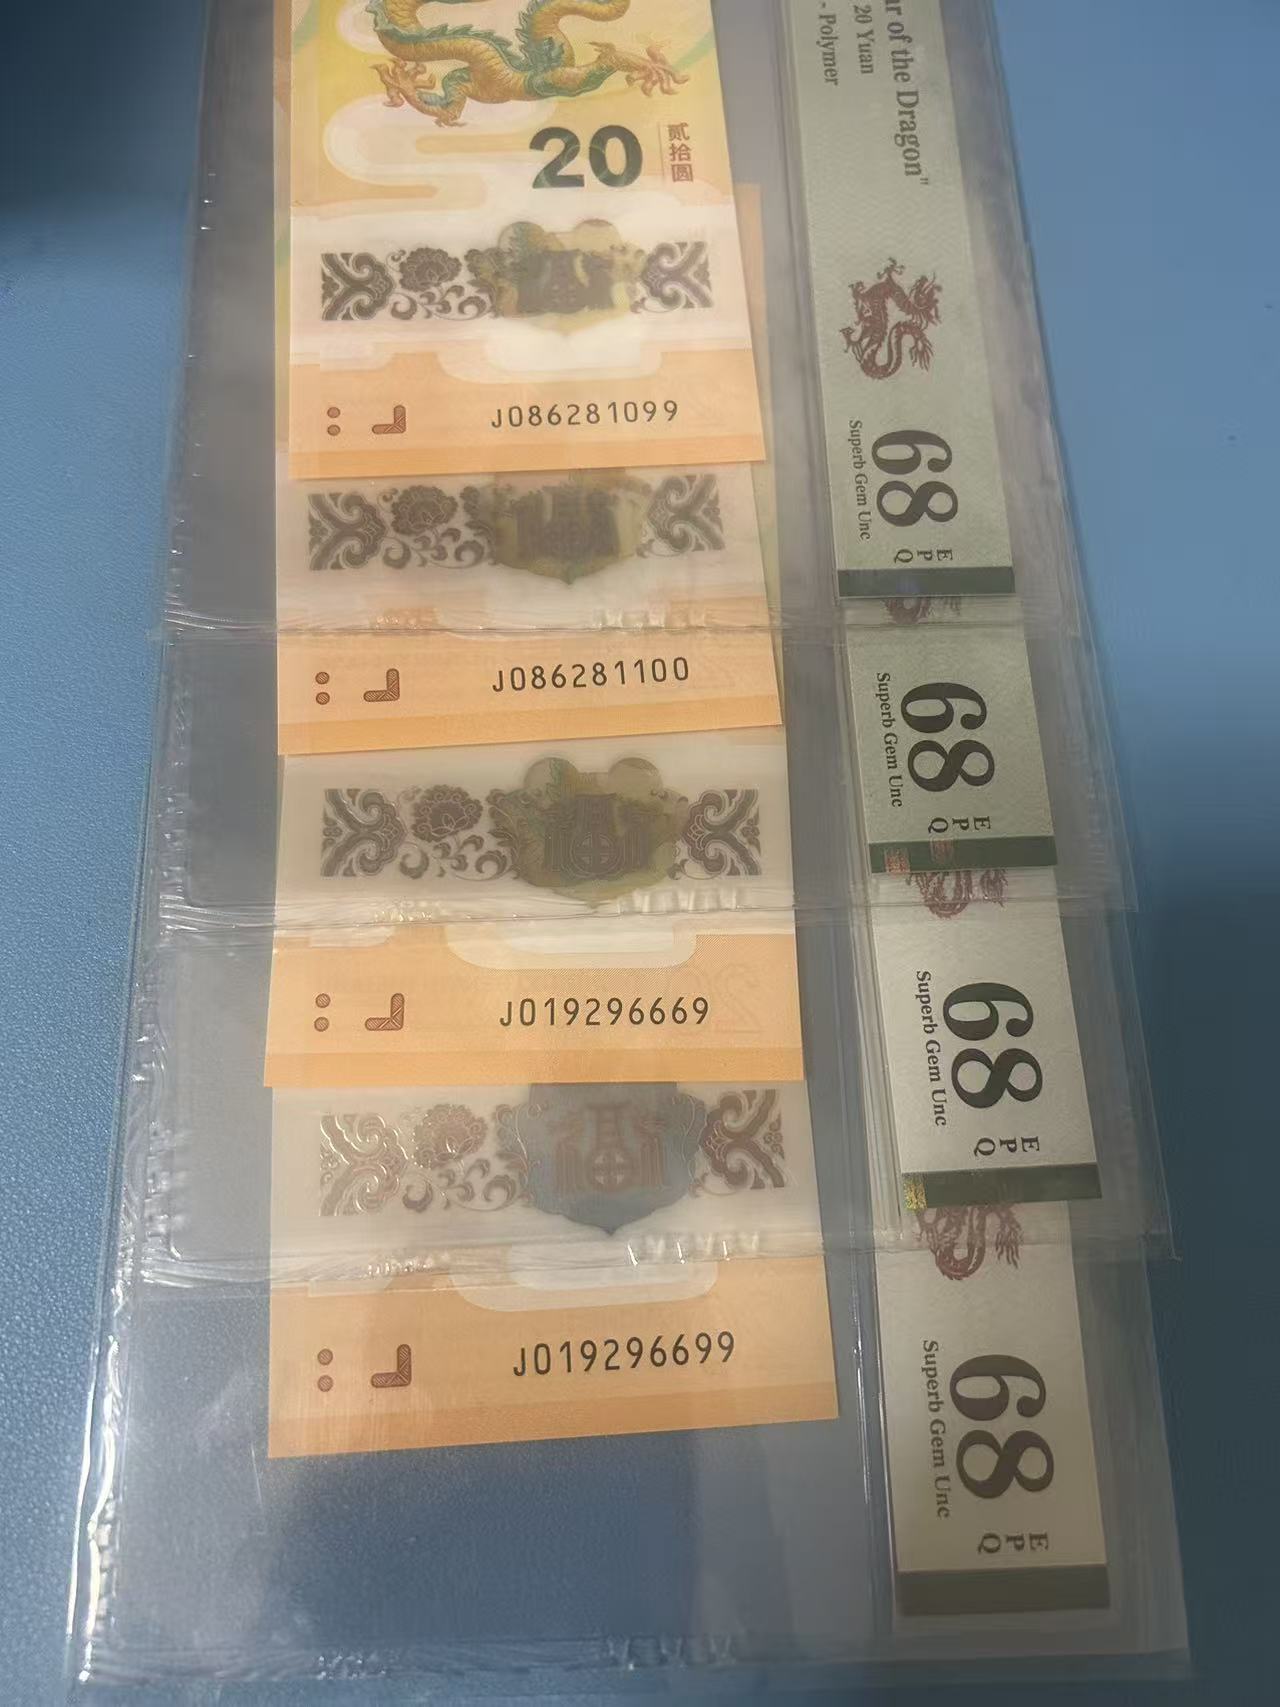 20
贰拾圆
J086281099
J086281100
J019296669
J019296699
ar of the Dragon"
20 Yuan
- Polymer
68
EPQ
Superb Gem Unc
68
EPQ
Superb Gem Unc
68
EPQ
Superb Gem Unc
68
EPQ
Superb Gem Unc